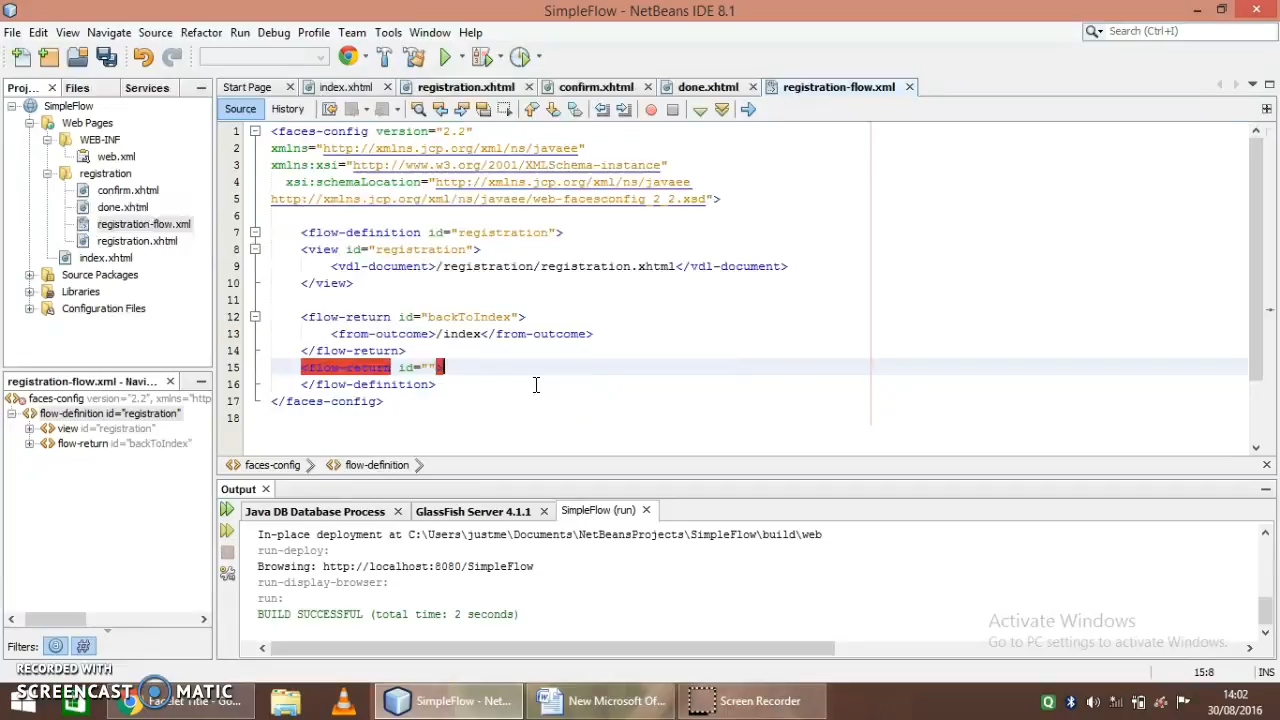 SimpleFlow - NetBeans IDE 8.1
File Edit View Navigate Source Refactor Run Debug Profile Team Tools Window Help
Search (Ctrl+I)
Proj... Files Services
Start Page index.xhtml registration.xhtml confirm.xhtml done.xhtml registration-flow.xml
Source History
SimpleFlow
Web Pages
WEB-INF
web.xml
registration
confirm.xhtml
done.xhtml
registration-flow.xml
registration.xhtml
index.xhtml
Source Packages
Libraries
Configuration Files
1 <faces-config version="2.2"
2 xmlns="http://xmlns.jcp.org/xml/ns/javaee"
3 xmlns:xsi="http://www.w3.org/2001/XMLSchema-instance"
4 xsi:schemaLocation="http://xmlns.jcp.org/xml/ns/javaee
5 http://xmlns.jcp.org/xml/ns/javaee/web-facesconfig_2_2.xsd">
6
7 <flow-definition id="registration">
8 <view id="registration">
9 <vdl-document>/registration/registration.xhtml</vdl-document>
10 </view>
11
12 <flow-return id="backToIndex">
13 <from-outcome>/index</from-outcome>
14 </flow-return>
15 <flow-return id="">
16 </flow-definition>
17 </faces-config>
18
registration-flow.xml - Navi...
faces-config version="2.2", xmlns="http
flow-definition id="registration"
view id="registration"
flow-return id="backToIndex"
Filters:
faces-config flow-definition
Output
Java DB Database Process GlassFish Server 4.1.1 SimpleFlow (run)
In-place deployment at C:\Users\justme\Documents\NetBeansProjects\SimpleFlow\build\web
run-deploy:
Browsing: http://localhost:8080/SimpleFlow
run-display-browser:
run:
BUILD SUCCESSFUL (total time: 2 seconds)
Activate Windows
Go to PC settings to activate Windows.
15:8 INS
RECORDED WITH
SCREENCAST MATIC
Facelet Title - Go... SimpleFlow - Net... New Microsoft Of... Screen Recorder
14:02
30/08/2016